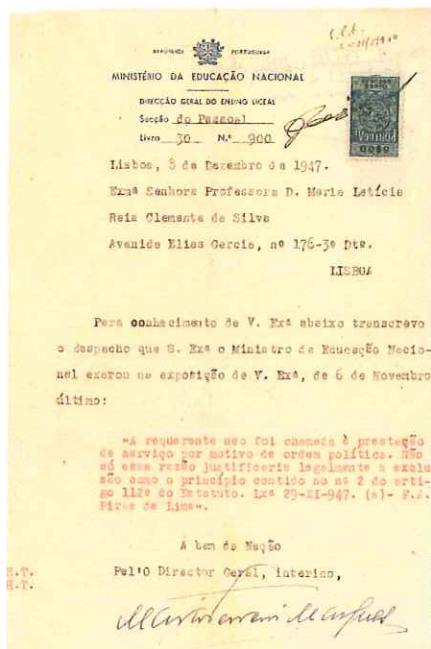 REPÚBLICA PORTUGUESA
MINISTÉRIO DA EDUCAÇÃO NACIONAL
DIRECÇÃO GERAL DO ENSINO LICEAL
Secção do Pessoal
Livro 30 N.º 900
PORTUGAL
Lisboa, 8 de Dezembro de 1947.
Exmª Senhora Professora D. Maria Letícia
Reis Clemente da Silva
Avenida Elias Garcia, nº 176-3º Dtº.
LISBOA
Para conhecimento de V. Exª abaixo transcrevo
o despacho que S. Exª o Ministro da Educação Nacio-
nal exarou na exposição de V. Exª, de 6 de Novembro
último:
"A requerente não foi chamada à prestação
de serviço por motivo de ordem política. Não
só essa razão justificaria legalmente a exclu
são como o princípio contido no nº 2 do arti-
go 112º do Estatuto. Lxª 29-XI-947. (a)- F.A.
Pires de Lima".
A bem da Nação
Pel'O Director Geral, interino,
H.T.